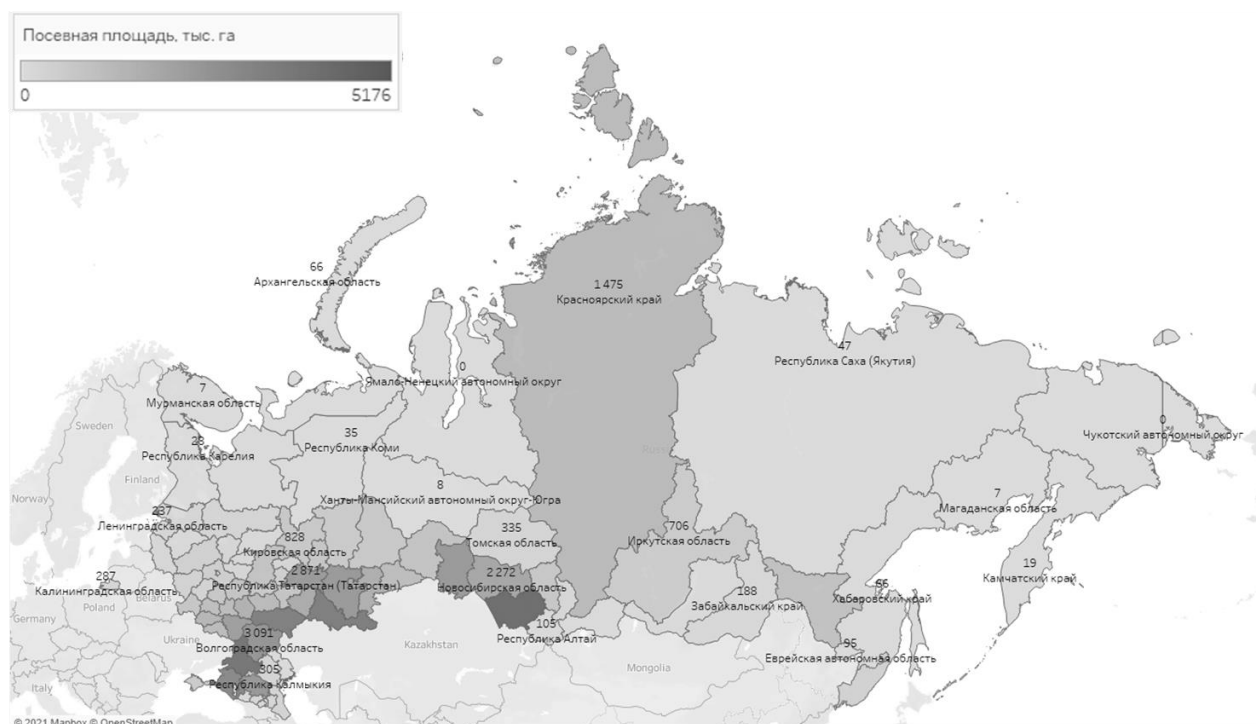 Посевная площадь, тыс. га
0 5176
66
Архангельская область
1 475
Красноярский край
47
Республика Саха (Якутия)
0
Ямало-Ненецкий автономный округ
7
Мурманская область
0
Чукотский автономный округ
Sweden
35
Республика Коми
23
Республика Карелия
Finland
Norway
8
Ханты-Мансийский автономный округ-Югра
7
Магаданская область
237
Ленинградская область
335
Томская область
706
Иркутская область
828
Кировская область
19
Камчатский край
2 871
Республика Татарстан (Татарстан)
2 272
Новосибирская область
287
Калининградская область
Belarus
Poland
188
Забайкальский край
Хабаровский край
Germany
105
Республика Алтай
3 091
Волгоградская область
Ukraine
Kazakhstan
Mongolia
95
Еврейская автономная область
305
Республика Калмыкия
Italy
© 2021 Mapbox © OpenStreetMap